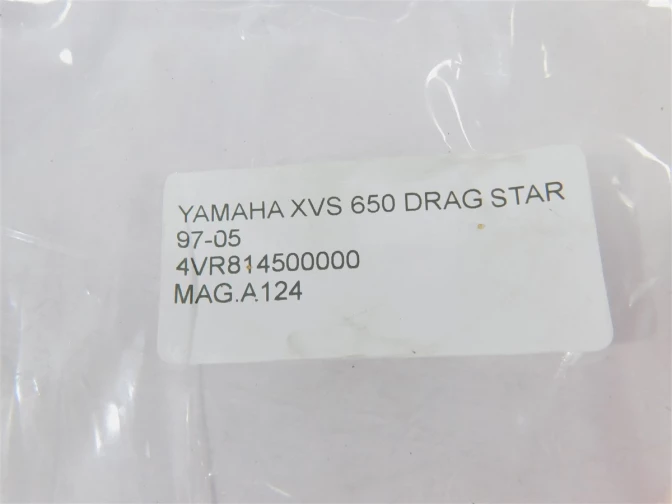 YAMAHA XVS 650 DRAG STAR
97-05
4VR814500000
MAG.A124